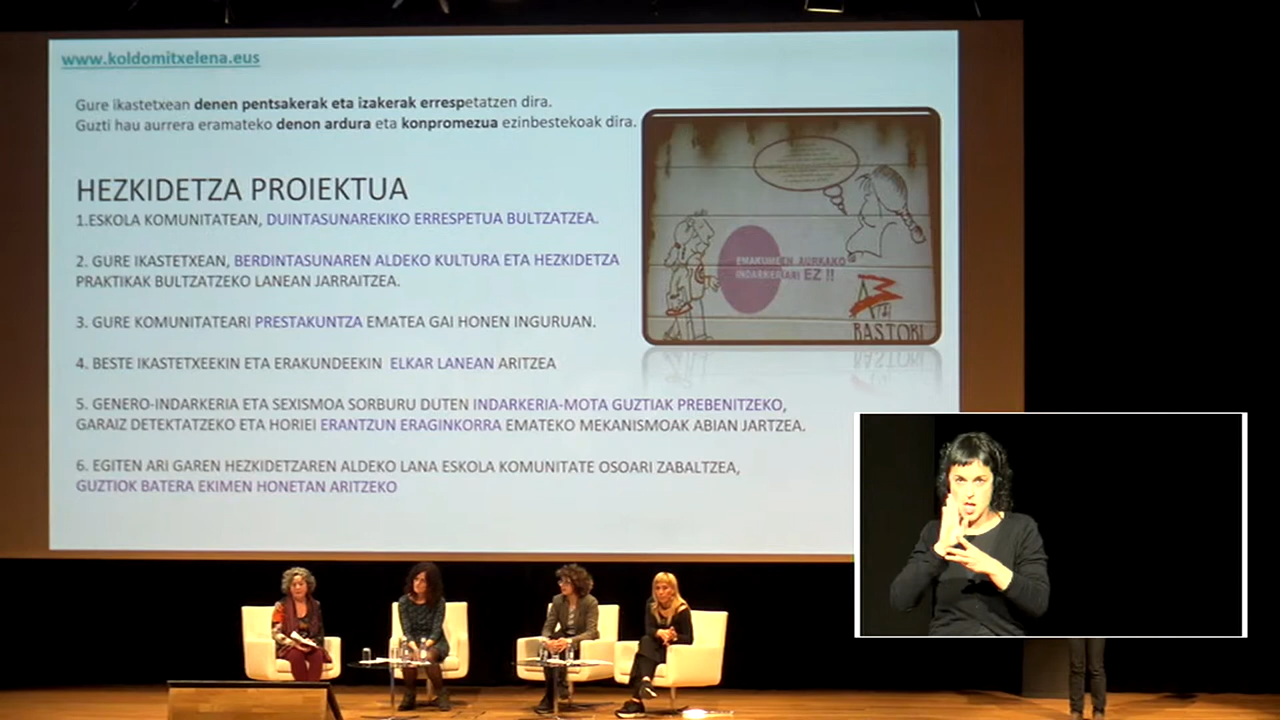 www.koldomitxelena.eus
Gure ikastetxean denen pentsakerak eta izakerak errespetatzen dira.
Guzti hau aurrera eramateko denon ardura eta konpromezua ezinbestekoak dira.
HEZKIDETZA PROIEKTUA
1.ESKOLA KOMUNITATEAN, DUINTASUNAREKIKO ERRESPETUA BULTZATZEA.
2. GURE IKASTETXEAN, BERDINTASUNAREN ALDEKO KULTURA ETA HEZKIDETZA
PRAKTIKAK BULTZATZEKO LANEAN JARRAITZEA.
3. GURE KOMUNITATEARI PRESTAKUNTZA EMATEA GAI HONEN INGURUAN.
4. BESTE IKASTETXEEKIN ETA ERAKUNDEEKIN ELKAR LANEAN ARITZEA
5. GENERO-INDARKERIA ETA SEXISMOA SORBURU DUTEN INDARKERIA-MOTA GUZTIAK PREBENITZEKO,
GARAIZ DETEKTATZEKO ETA HORIEI ERANTZUN ERAGINKORRA EMATEKO MEKANISMOAK ABIAN JARTZEA.
6. EGITEN ARI GAREN HEZKIDETZAREN ALDEKO LANA ESKOLA KOMUNITATE OSOARI ZABALTZEA,
GUZTIOK BATERA EKIMEN HONETAN ARITZEKO
EMAKUMEEN AURKAKO
INDARKERIARI EZ !!
BASTOBI